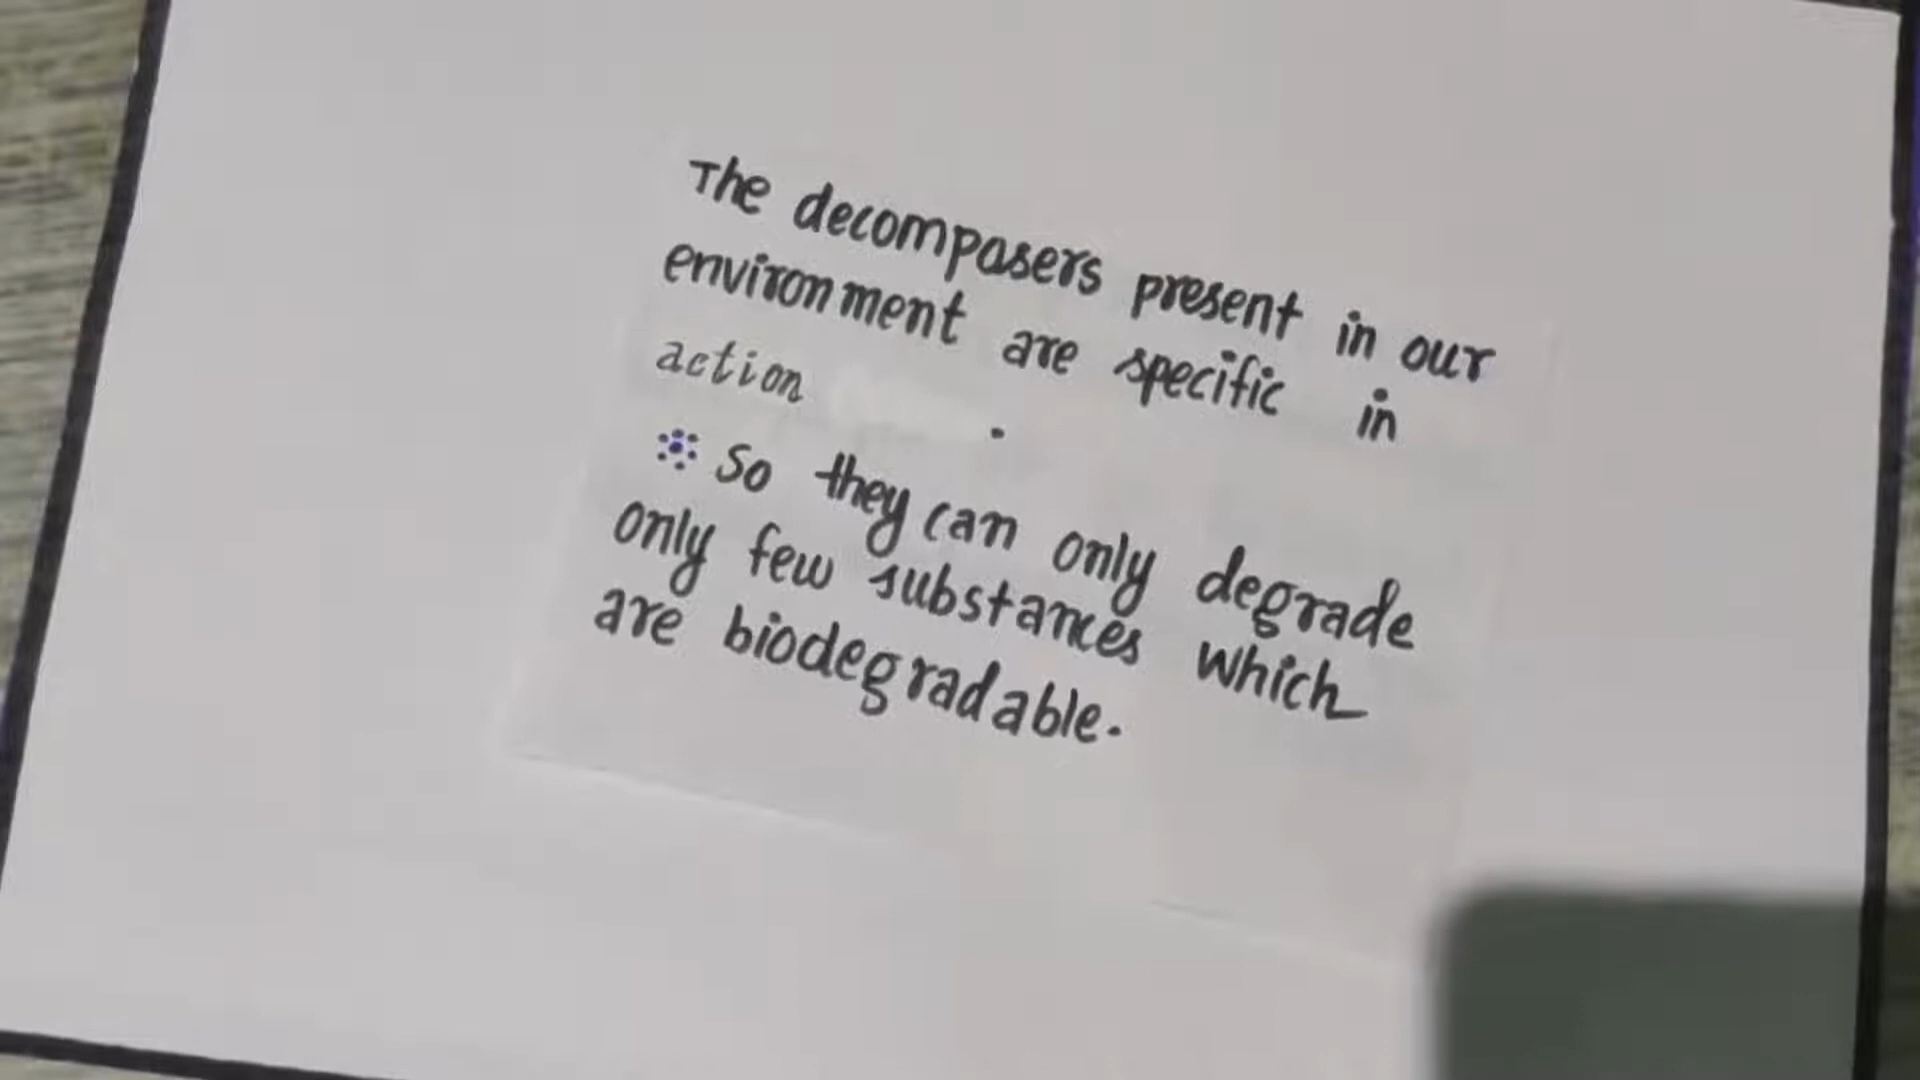 The decomposers present in our
environment are specific in
action .
※ So they can only degrade
only few substances which
are biodegradable.